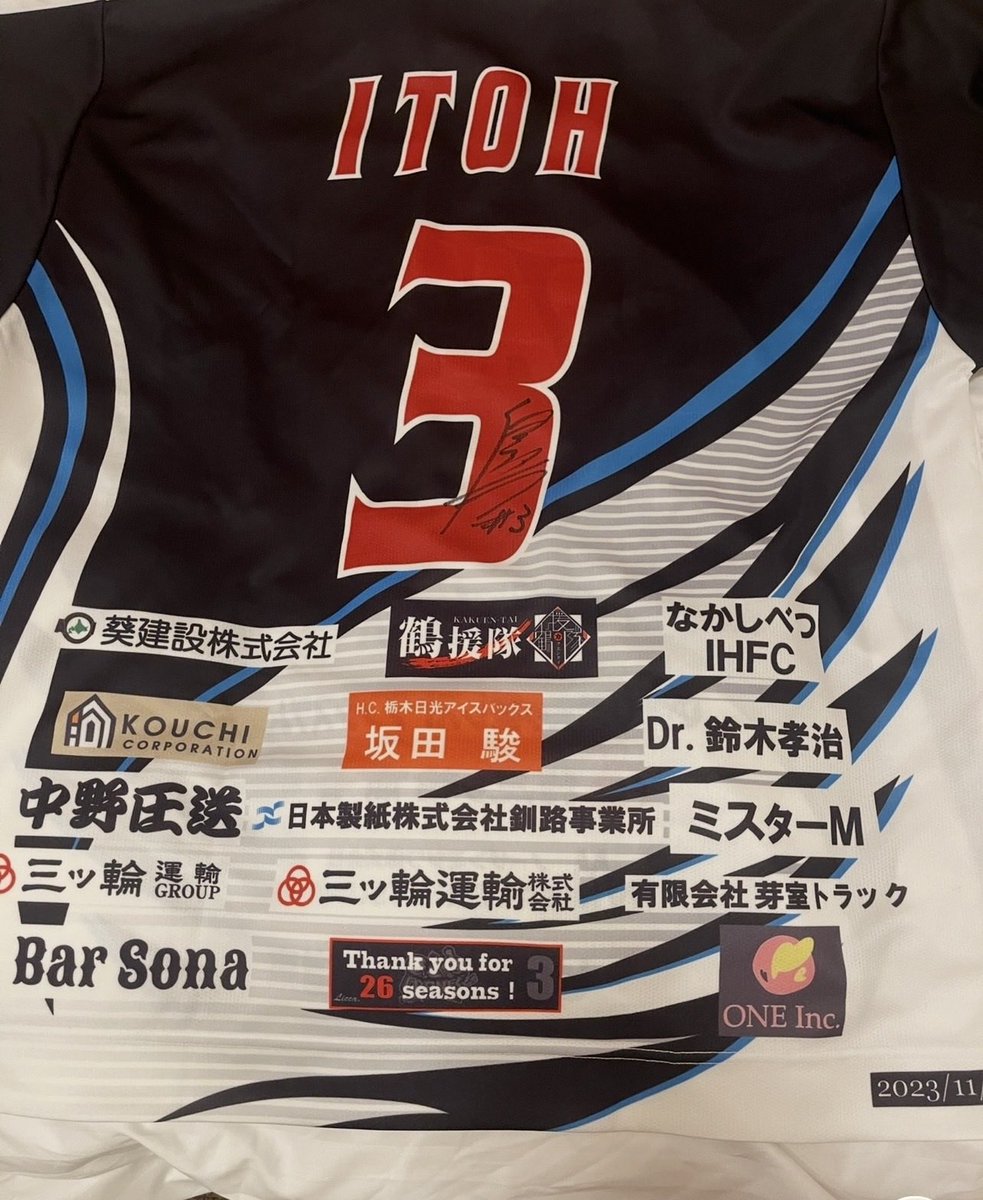 ITOH
3
#3
葵建設株式会社
KAKUEN-TAI
鶴援隊
なかしべつ
IHFC
KOUCHI
CORPORATION
H.C. 栃木日光アイスバックス
坂田 駿
Dr. 鈴木孝治
中野圧送
日本製紙株式会社釧路事業所
ミスターM
三ッ輪 運輸
GROUP
三ッ輪運輸 株式
会社
有限会社 芽室トラック
Bar Sona
Thank you for
26 seasons !
3
Licca.
ONE Inc.
2023/11/